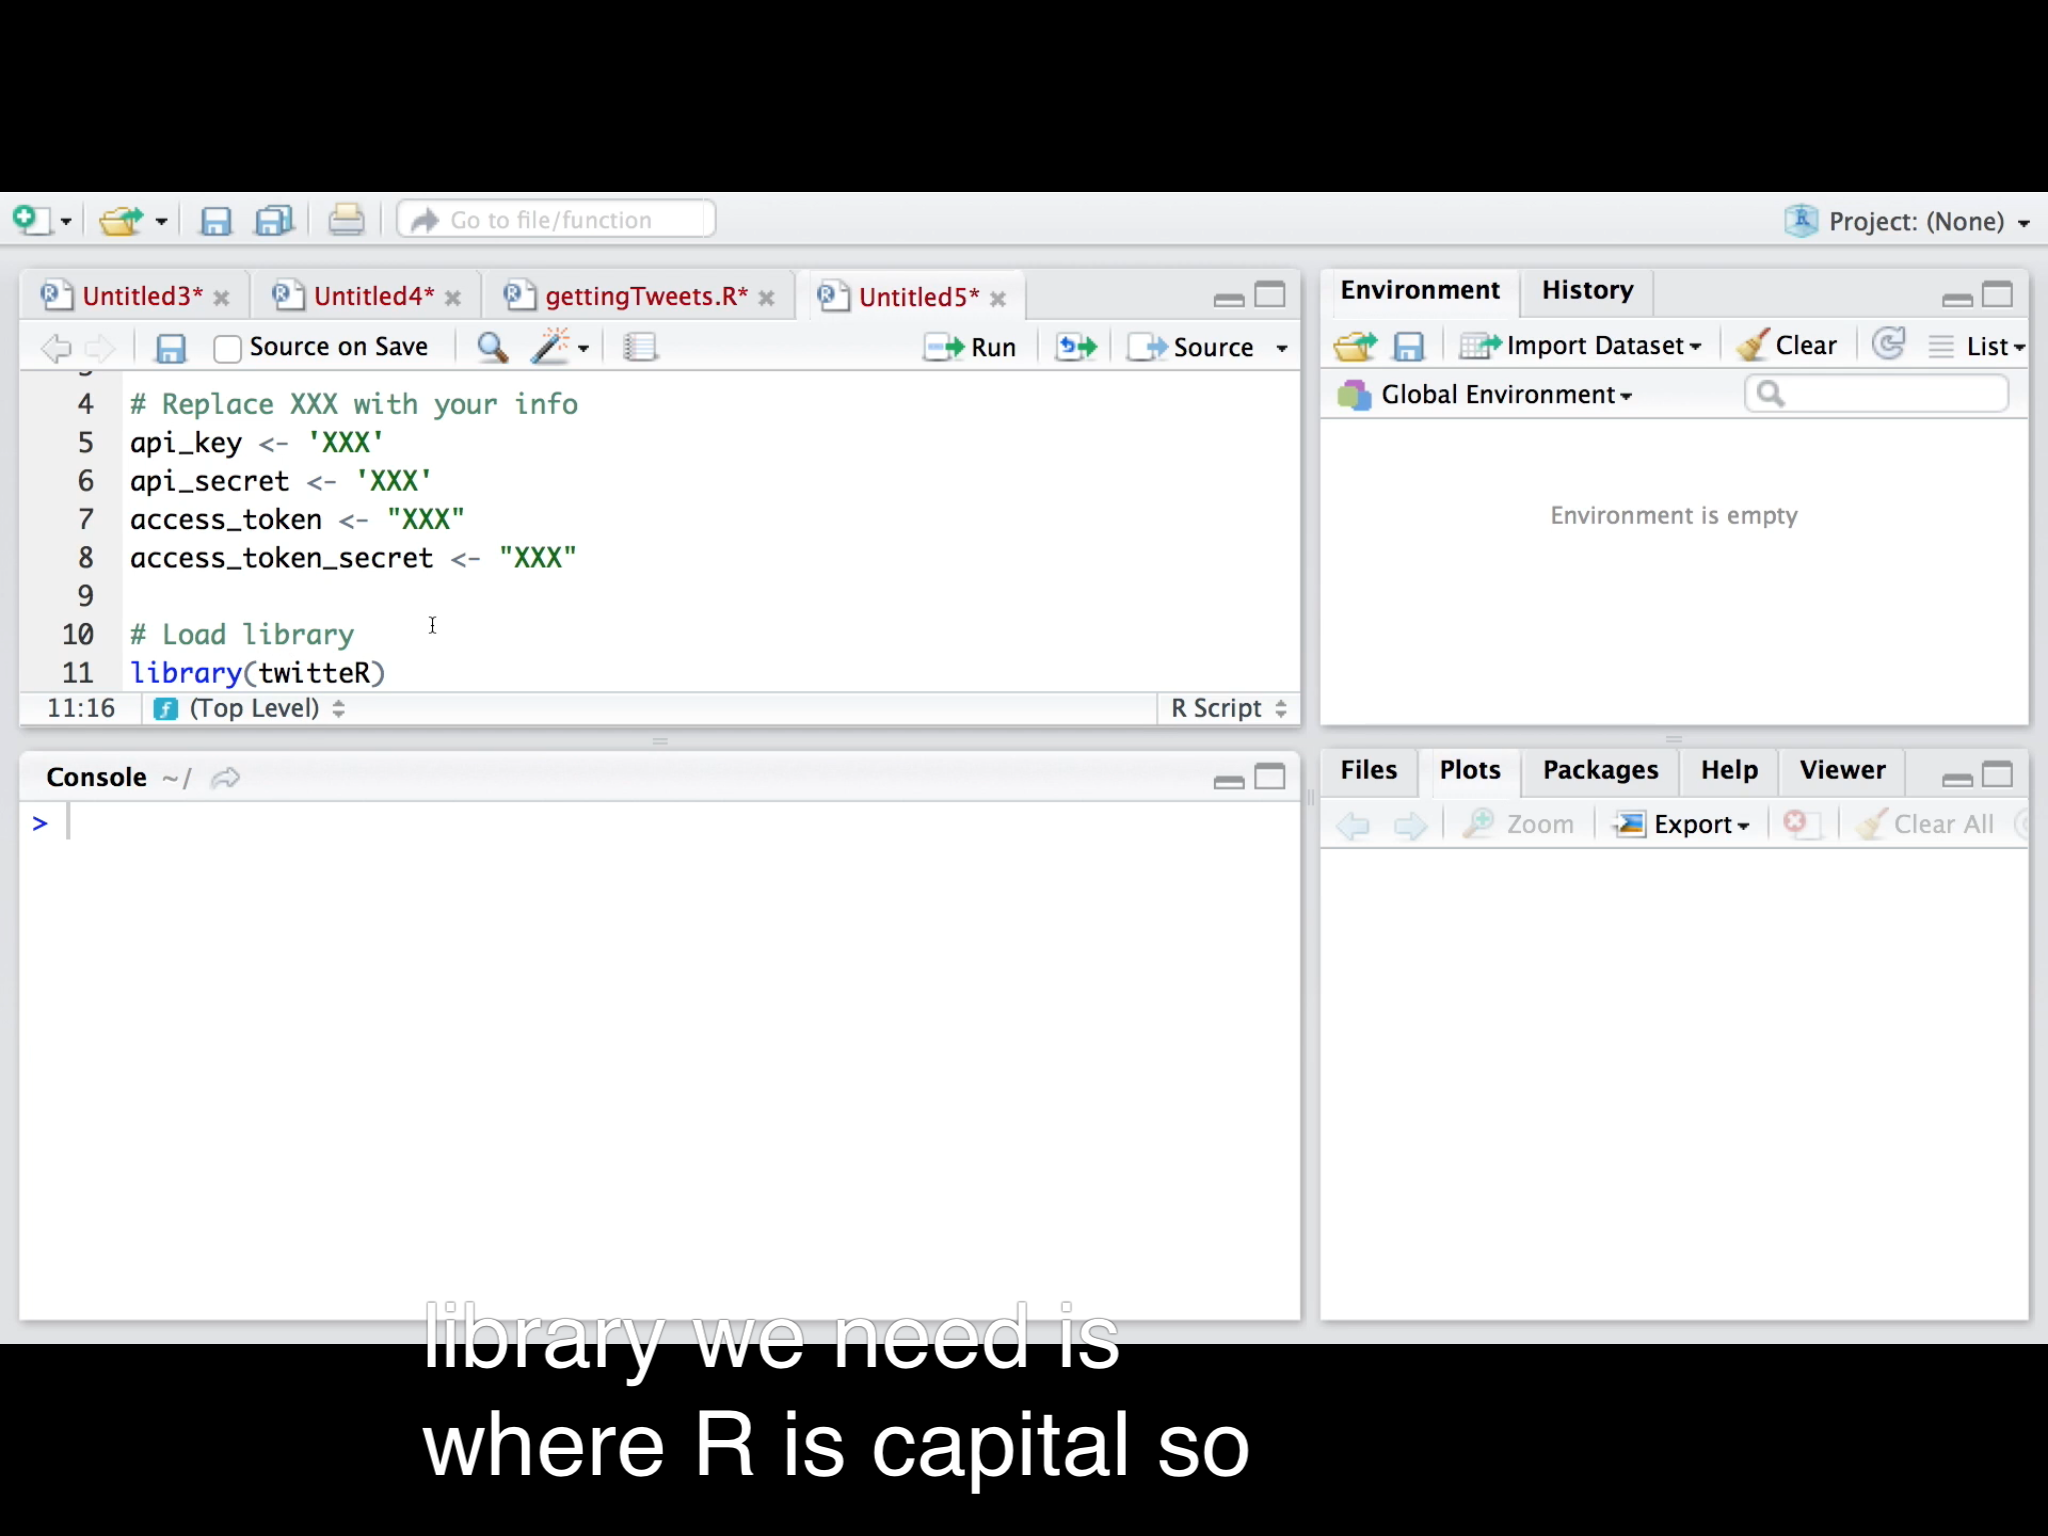 Go to file/function
Project: (None)
Untitled3*
Untitled4*
gettingTweets.R*
Untitled5*
Source on Save
Run
Source
4 # Replace XXX with your info
5 api_key <- 'XXX'
6 api_secret <- 'XXX'
7 access_token <- "XXX"
8 access_token_secret <- "XXX"
9
10 # Load library
11 library(twitteR)
11:16 (Top Level) R Script
Console ~/
>
Environment History
Import Dataset Clear List
Global Environment
Environment is empty
Files Plots Packages Help Viewer
Zoom Export Clear All
library we need is
where R is capital so